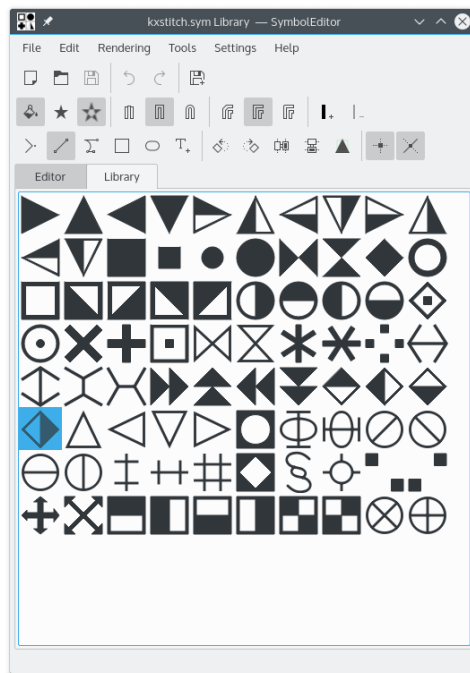 kxstitch.sym Library — SymbolEditor
File Edit Rendering Tools Settings Help
Editor Library